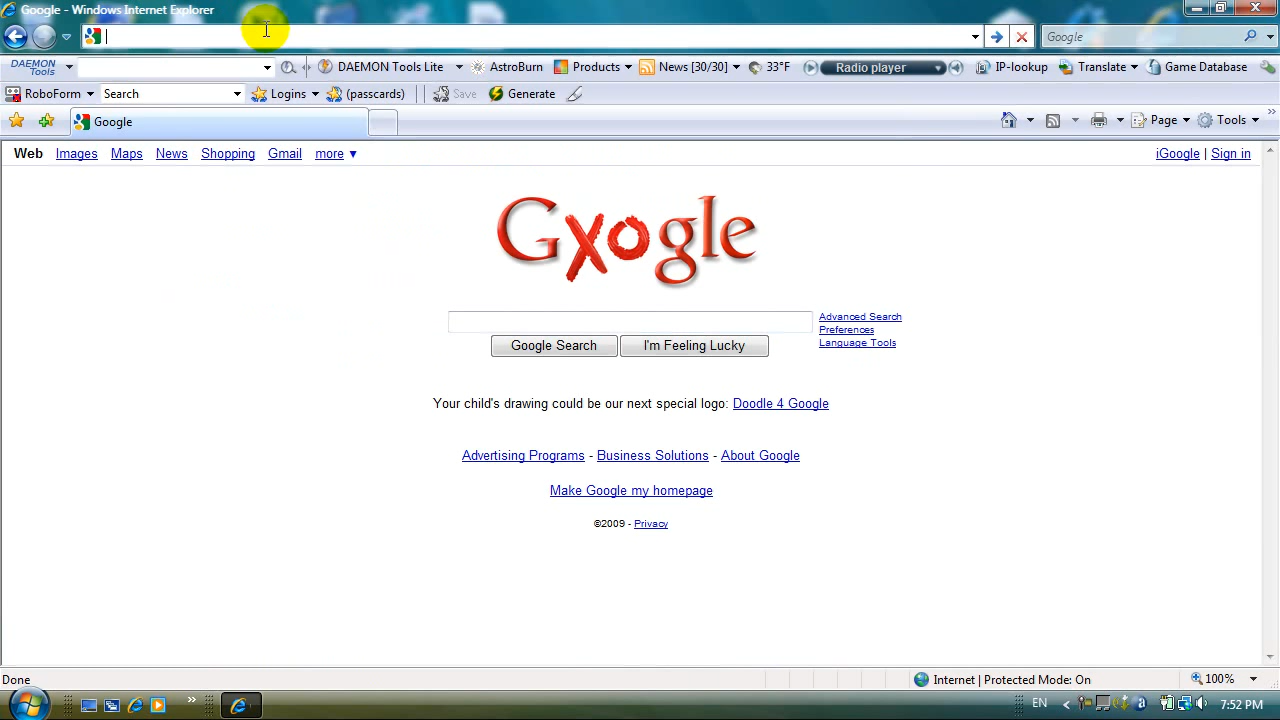 Google - Windows Internet Explorer
Google
DAEMON Tools DAEMON Tools Lite AstroBurn Products News [30/30] 33°F Radio player IP-lookup Translate Game Database
RoboForm Search Logins (passcards) Save Generate
Google Page Tools
Web Images Maps News Shopping Gmail more ▼ iGoogle | Sign in
Gxogle
Advanced Search
Preferences
Language Tools
Google Search I'm Feeling Lucky
Your child's drawing could be our next special logo: Doodle 4 Google
Advertising Programs - Business Solutions - About Google
Make Google my homepage
©2009 - Privacy
Done Internet | Protected Mode: On 100%
EN 7:52 PM